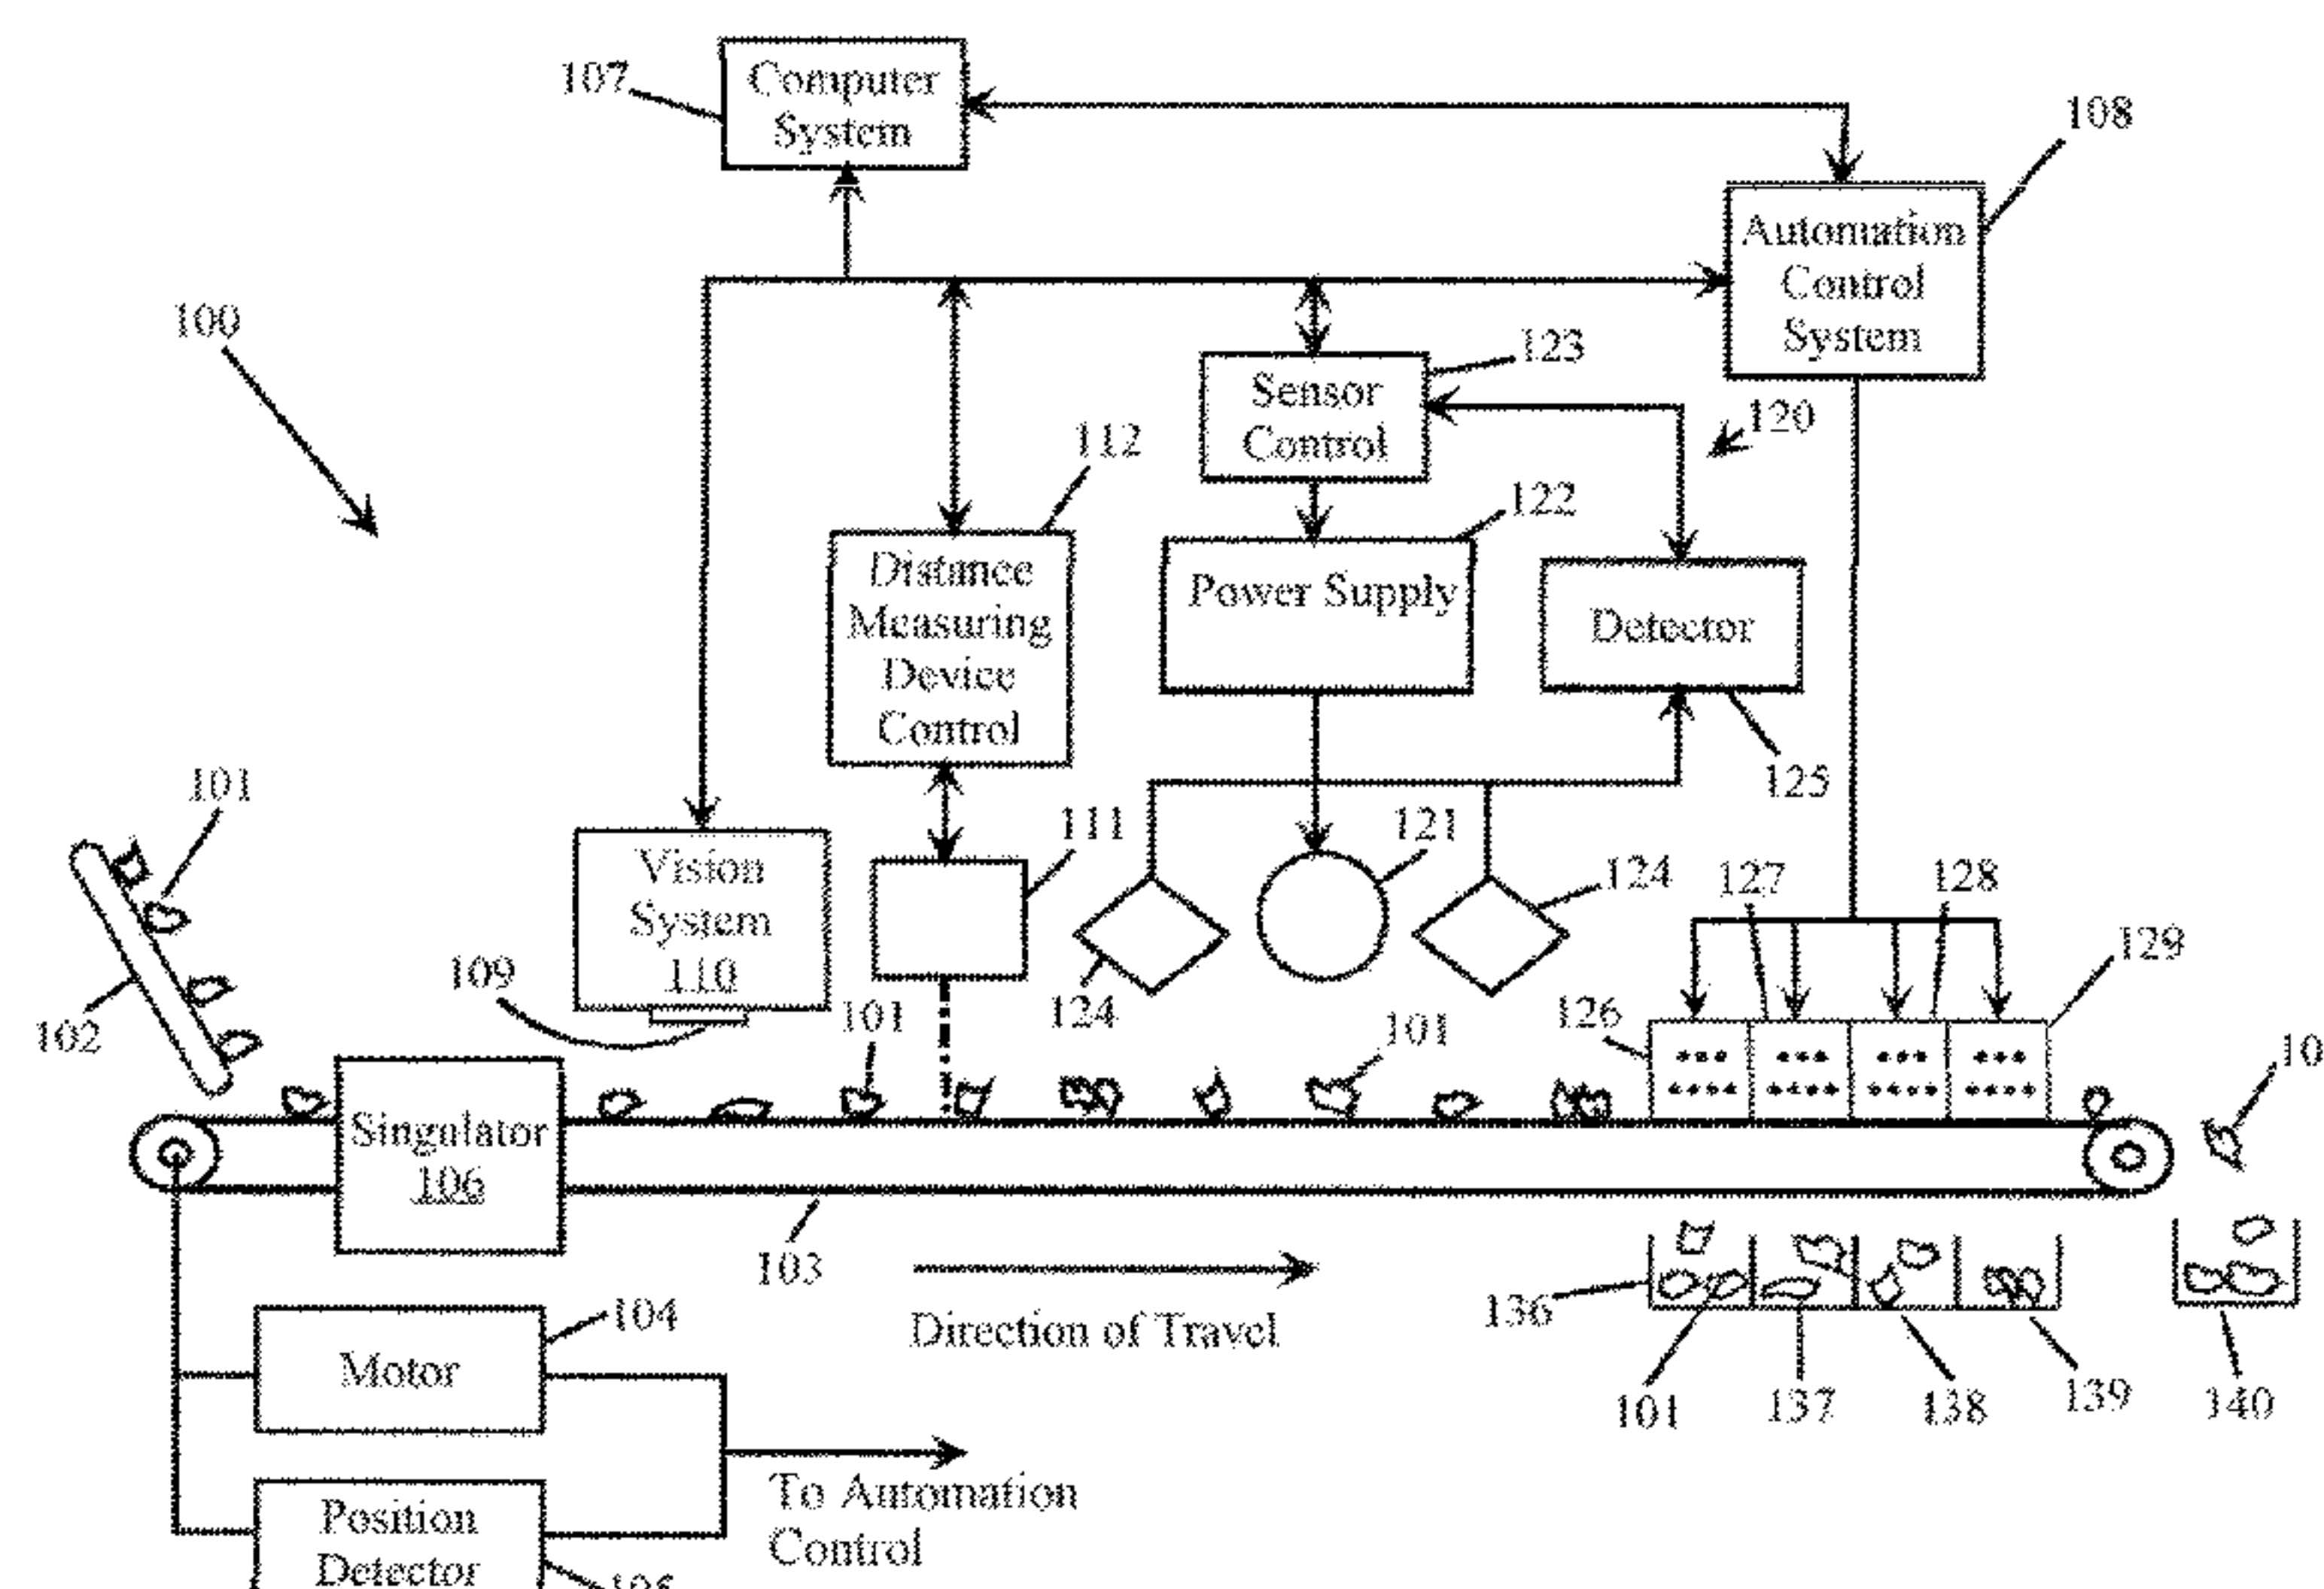 107
Computer
System
108
Automation
Control
System
100
123
Sensor
Control
120
112
122
Distance
Measuring
Device
Control
Power Supply
Detector
125
101
111
121
Vision
System
110
124
127
128
129
109
102
101
124
126
101
10
Singulator
106
103
Direction of Travel
136
101
137
138
139
140
104
Motor
To Automation
Control
Position
Detector